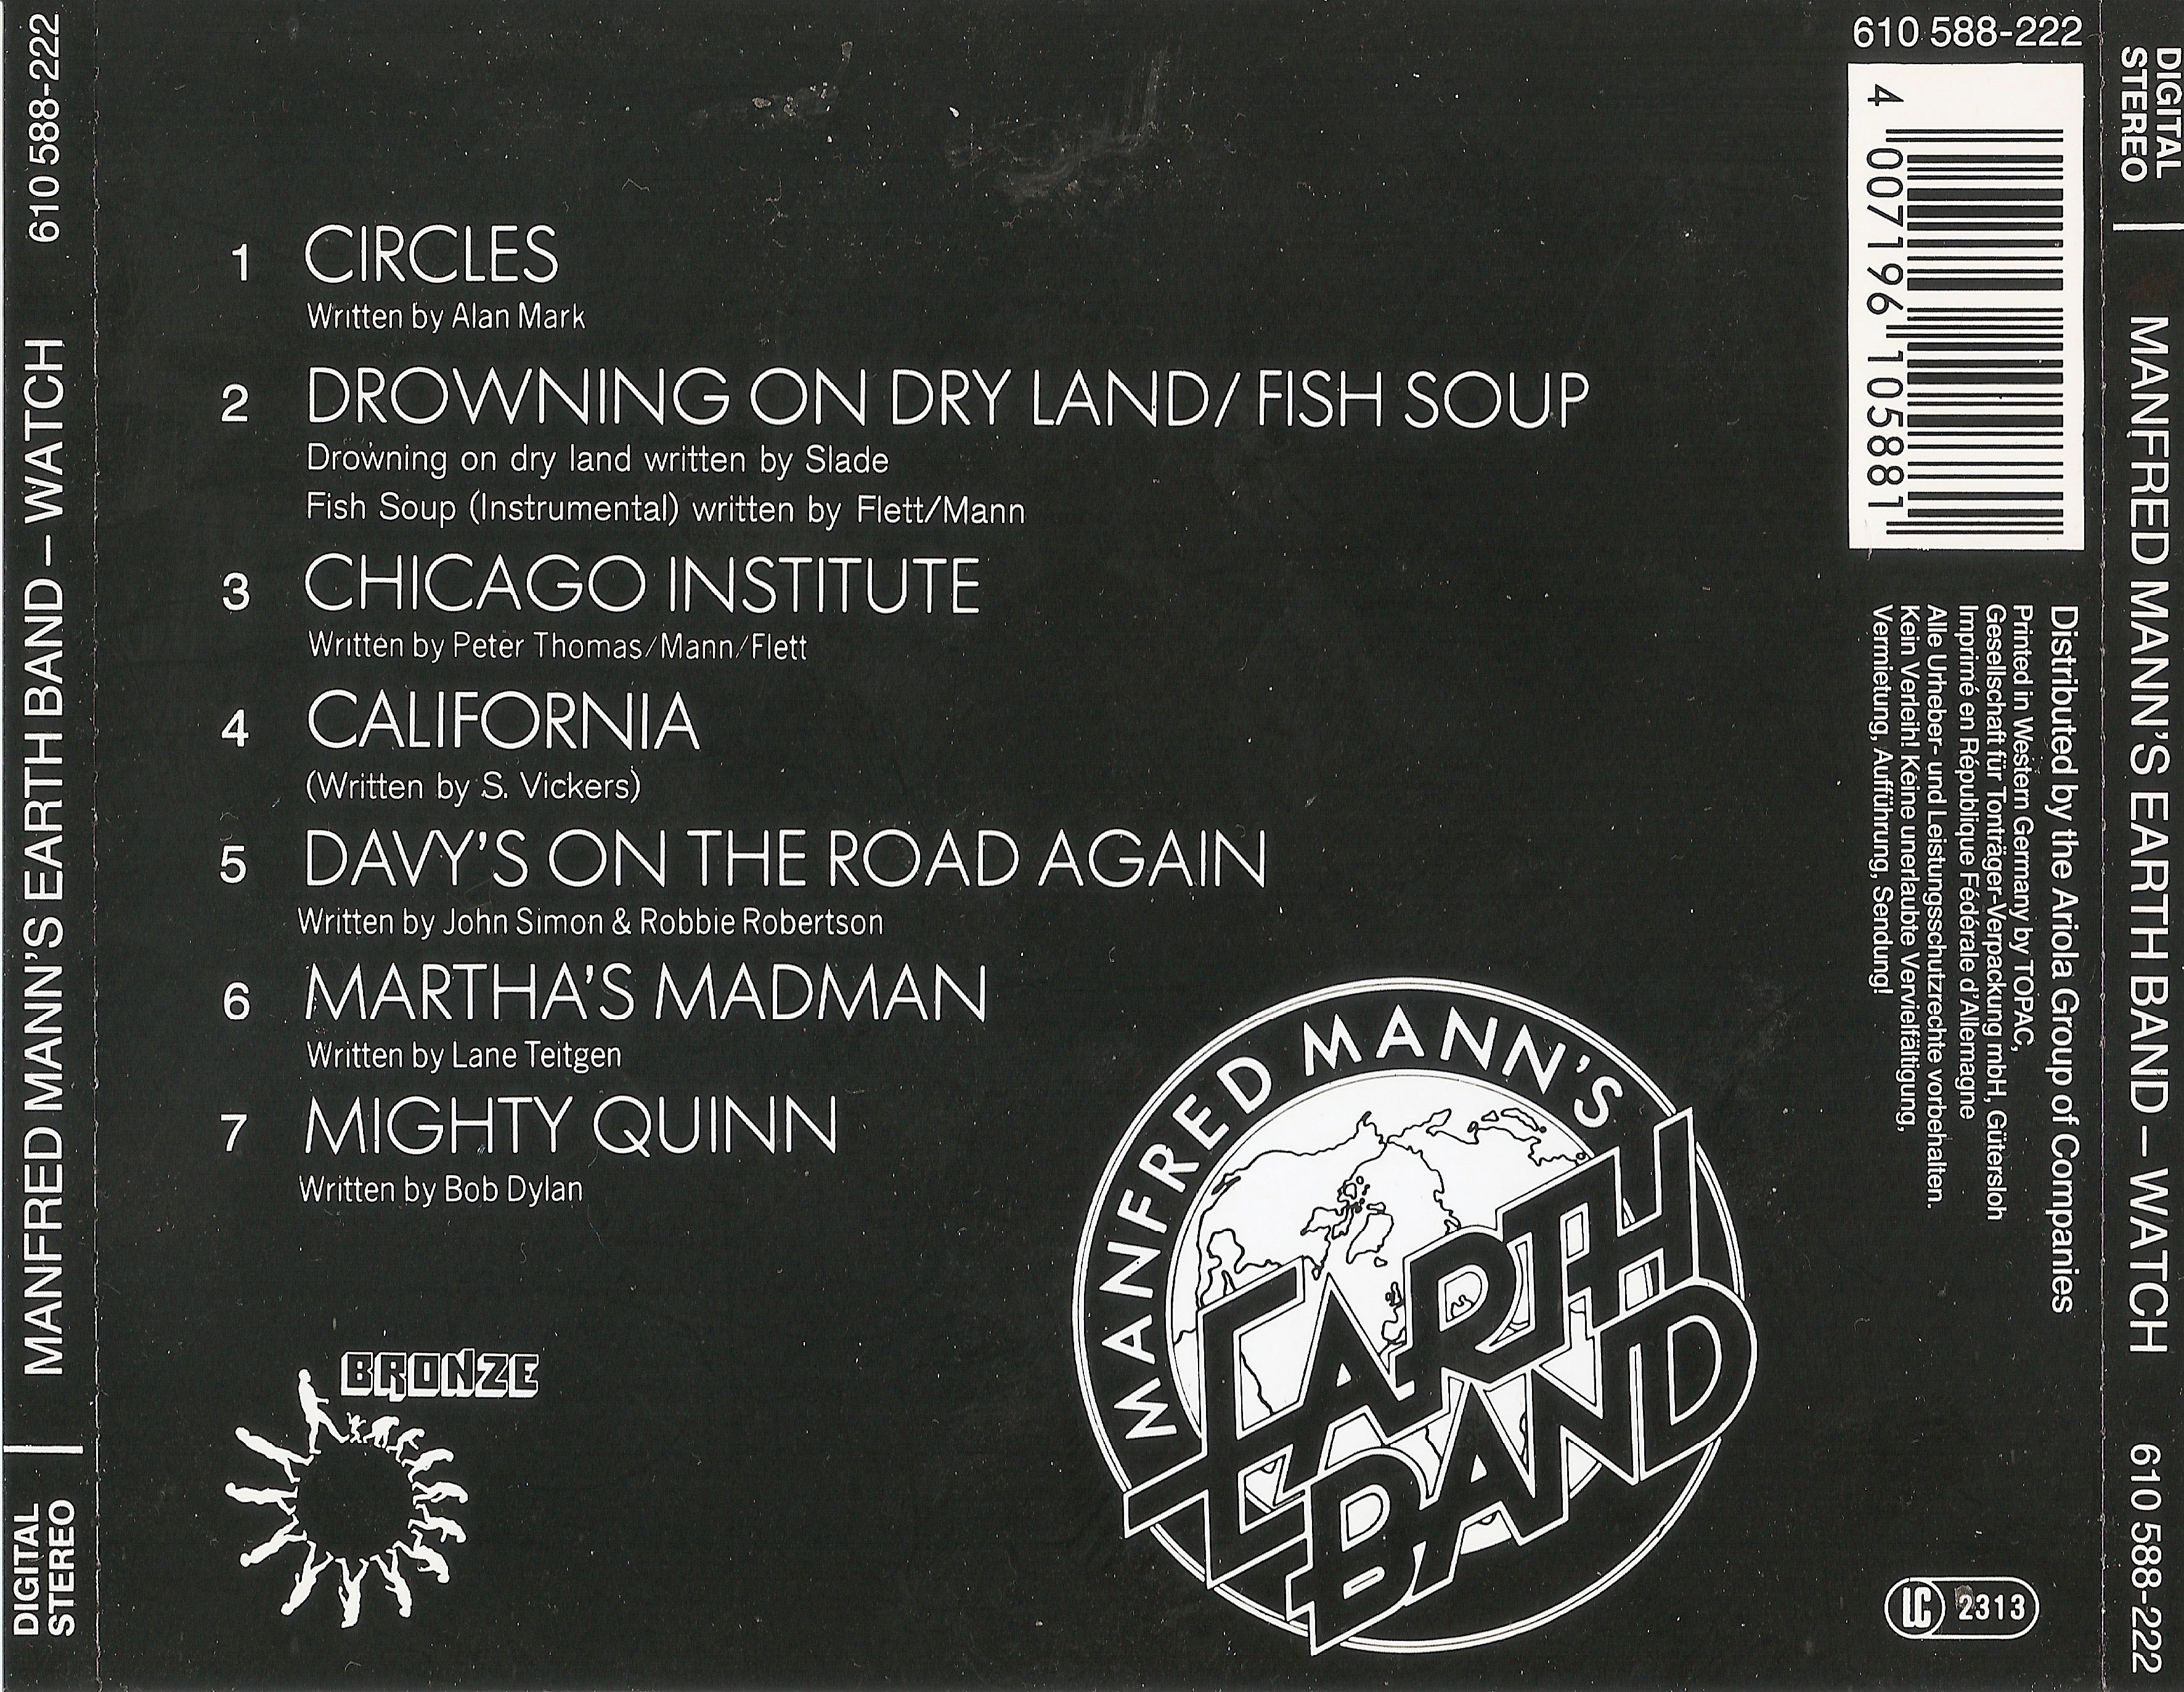 610 588-222
MANFRED MANN'S EARTH BAND – WATCH
DIGITAL
STEREO
1 CIRCLES
Written by Alan Mark
2 DROWNING ON DRY LAND/ FISH SOUP
Drowning on dry land written by Slade
Fish Soup (Instrumental) written by Flett/Mann
3 CHICAGO INSTITUTE
Written by Peter Thomas/Mann/Flett
4 CALIFORNIA
(Written by S. Vickers)
5 DAVY'S ON THE ROAD AGAIN
Written by John Simon & Robbie Robertson
6 MARTHA'S MADMAN
Written by Lane Teitgen
7 MIGHTY QUINN
Written by Bob Dylan
BRONZE
MANFRED MANN'S
EARTH
BAND
610 588-222
4 007196 105881
Distributed by the Ariola Group of Companies
Printed in Western Germany by TOPAC,
Gesellschaft für Tonträger-Verpackung mbH, Gütersloh
Imprimé en République Fédérale d'Allemagne
Alle Urheber- und Leistungsschutzrechte vorbehalten.
Kein Verleih! Keine unerlaubte Vervielfältigung,
Vermietung, Aufführung, Sendung!
LC 2313
DIGITAL
STEREO
MANFRED MANN'S EARTH BAND – WATCH
610 588-222